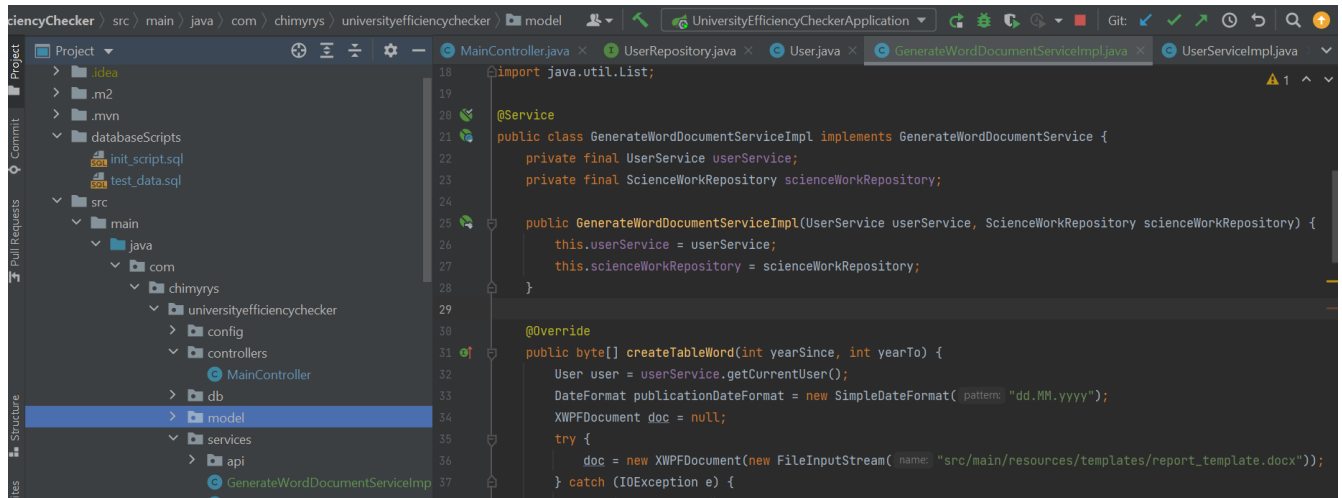 iencyChecker 〉 src 〉 main 〉 java 〉 com 〉 chimyrys 〉 universityefficiencychecker 〉 model UniversityEfficiencyCheckerApplication Git:
Project MainController.java UserRepository.java User.java GenerateWordDocumentServiceImpl.java UserServiceImpl.java
Project
Commit
Pull Requests
Structure
.idea
.m2
.mvn
databaseScripts
init_script.sql
test_data.sql
src
main
java
com
chimyrys
universityefficiencychecker
config
controllers
MainController
db
model
services
api
GenerateWordDocumentServiceImp
1
18 import java.util.List;
19
20 @Service
21 public class GenerateWordDocumentServiceImpl implements GenerateWordDocumentService {
22 private final UserService userService;
23 private final ScienceWorkRepository scienceWorkRepository;
24
25 public GenerateWordDocumentServiceImpl(UserService userService, ScienceWorkRepository scienceWorkRepository) {
26 this.userService = userService;
27 this.scienceWorkRepository = scienceWorkRepository;
28 }
29
30 @Override
31 public byte[] createTableWord(int yearSince, int yearTo) {
32 User user = userService.getCurrentUser();
33 DateFormat publicationDateFormat = new SimpleDateFormat( pattern: "dd.MM.yyyy");
34 XWPFDocument doc = null;
35 try {
36 doc = new XWPFDocument(new FileInputStream( name: "src/main/resources/templates/report_template.docx"));
37 } catch (IOException e) {